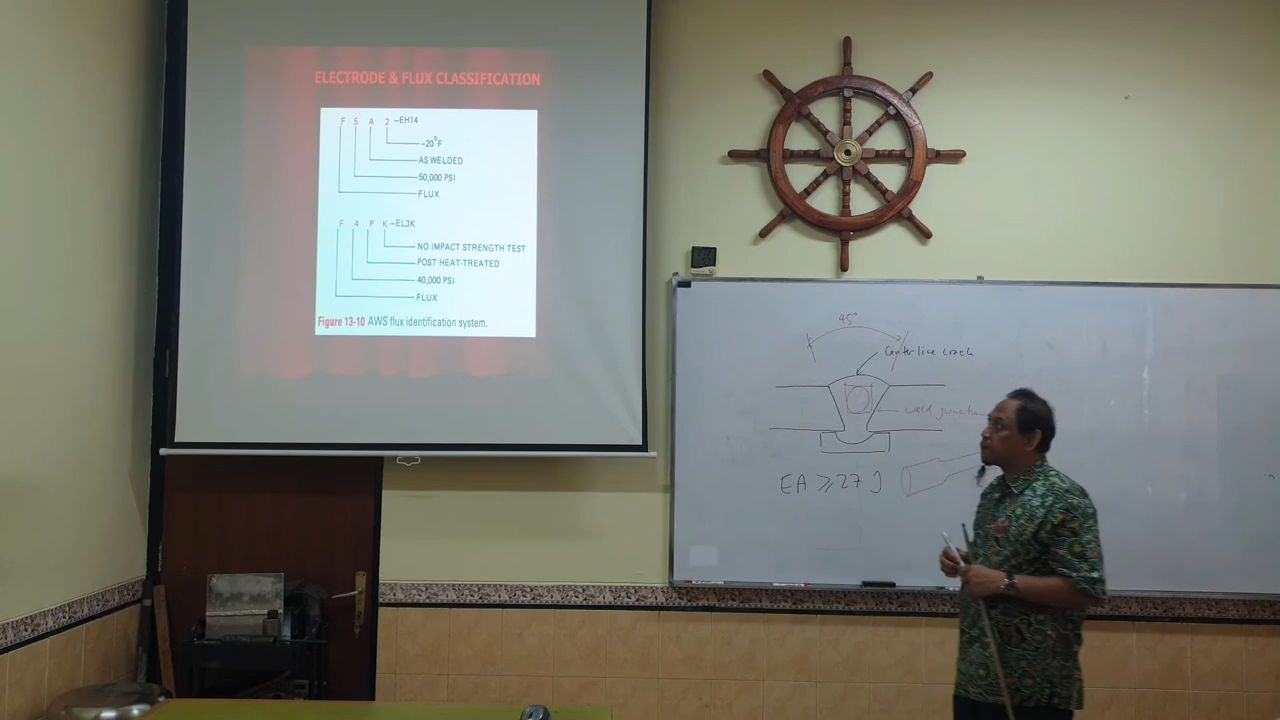 ELECTRODE & FLUX CLASSIFICATION
F 5 A 2 -EH14
-20°F
AS WELDED
50,000 PSI
FLUX
F 4 P K-EL3K
NO IMPACT STRENGTH TEST
POST HEAT-TREATED
40,000 PSI
FLUX
Figure 13-10 AWS flux identification system.
45°
Centerline crack
weld junction
EA ≥ 27 J